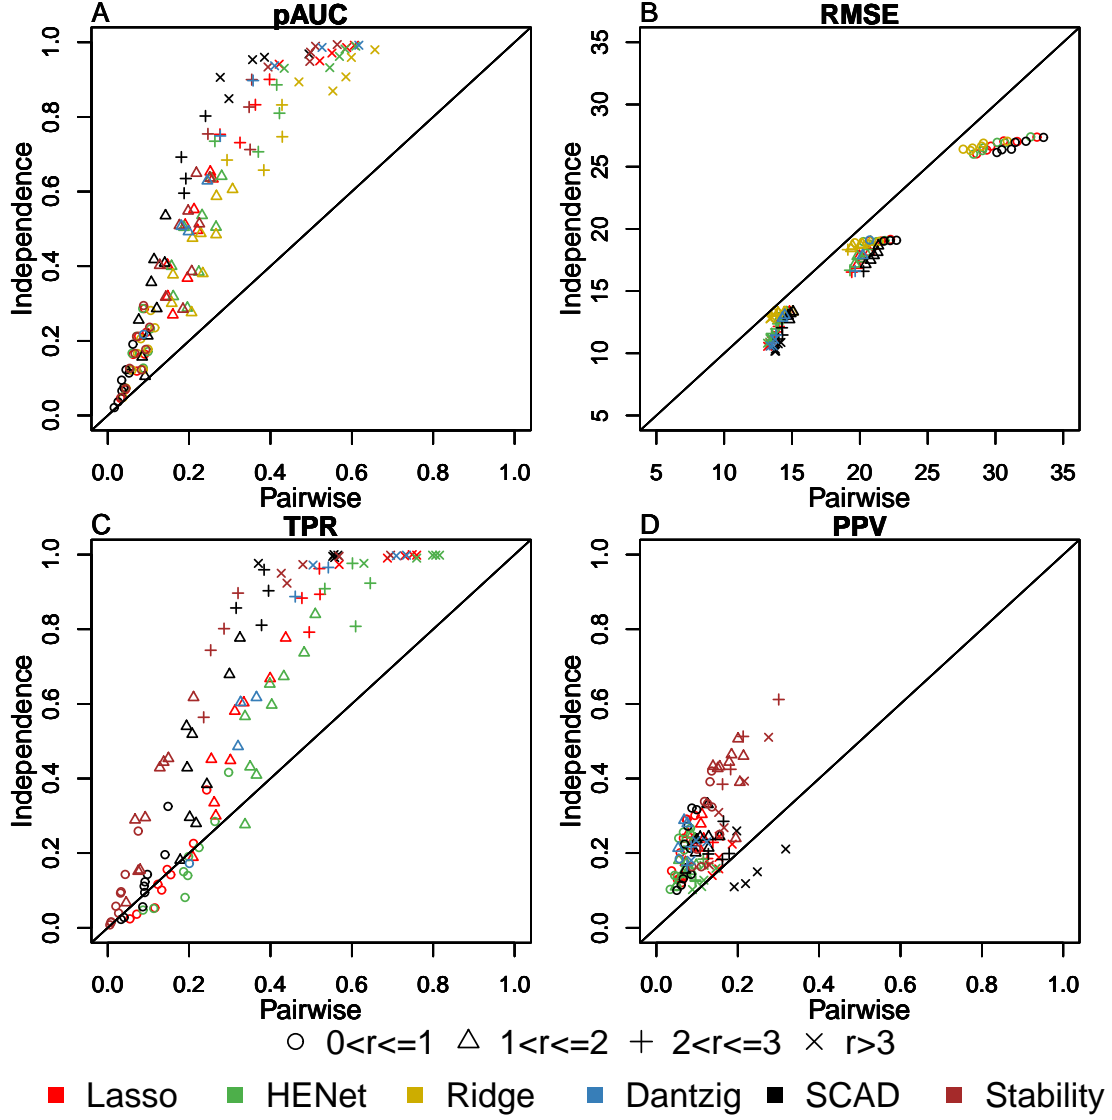 A
pAUC
1.0
0.8
0.6
0.4
0.2
0.0
Independence
0.0 0.2 0.4 0.6 0.8 1.0
Pairwise
B
RMSE
35
30
25
20
15
10
5
Independence
5 10 15 20 25 30 35
Pairwise
C
TPR
1.0
0.8
0.6
0.4
0.2
0.0
Independence
0.0 0.2 0.4 0.6 0.8 1.0
Pairwise
D
PPV
1.0
0.8
0.6
0.4
0.2
0.0
Independence
0.0 0.2 0.4 0.6 0.8 1.0
Pairwise
0<r<=1 1<r<=2 2<r<=3 r>3
Lasso HENet Ridge Dantzig SCAD Stability